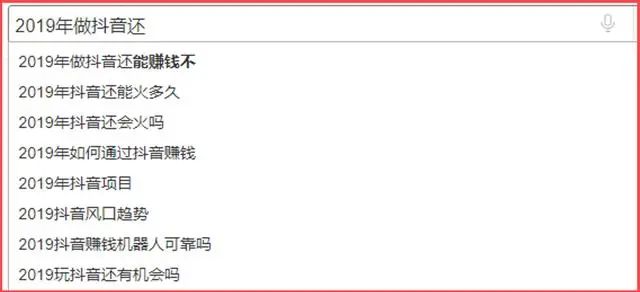 2019年做抖音还
2019年做抖音还能赚钱不
2019年抖音还能火多久
2019年抖音还会火吗
2019年如何通过抖音赚钱
2019年抖音项目
2019抖音风口趋势
2019抖音赚钱机器人可靠吗
2019玩抖音还有机会吗